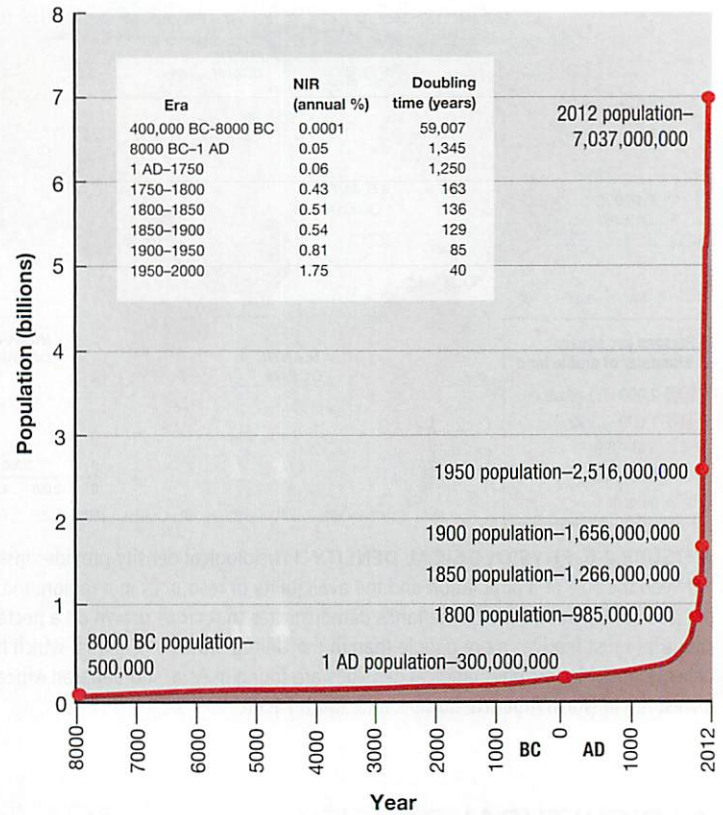 8
7
6
5
4
3
2
1
0
Population (billions)
Era NIR (annual %) Doubling time (years)
400,000 BC-8000 BC 0.0001 59,007
8000 BC–1 AD 0.05 1,345
1 AD–1750 0.06 1,250
1750–1800 0.43 163
1800–1850 0.51 136
1850–1900 0.54 129
1900–1950 0.81 85
1950–2000 1.75 40
2012 population–
7,037,000,000
1950 population–2,516,000,000
1900 population–1,656,000,000
1850 population–1,266,000,000
1800 population–985,000,000
8000 BC population–
500,000
1 AD population–300,000,000
8000 7000 6000 5000 4000 3000 2000 1000 0 1000 2012
BC AD
Year